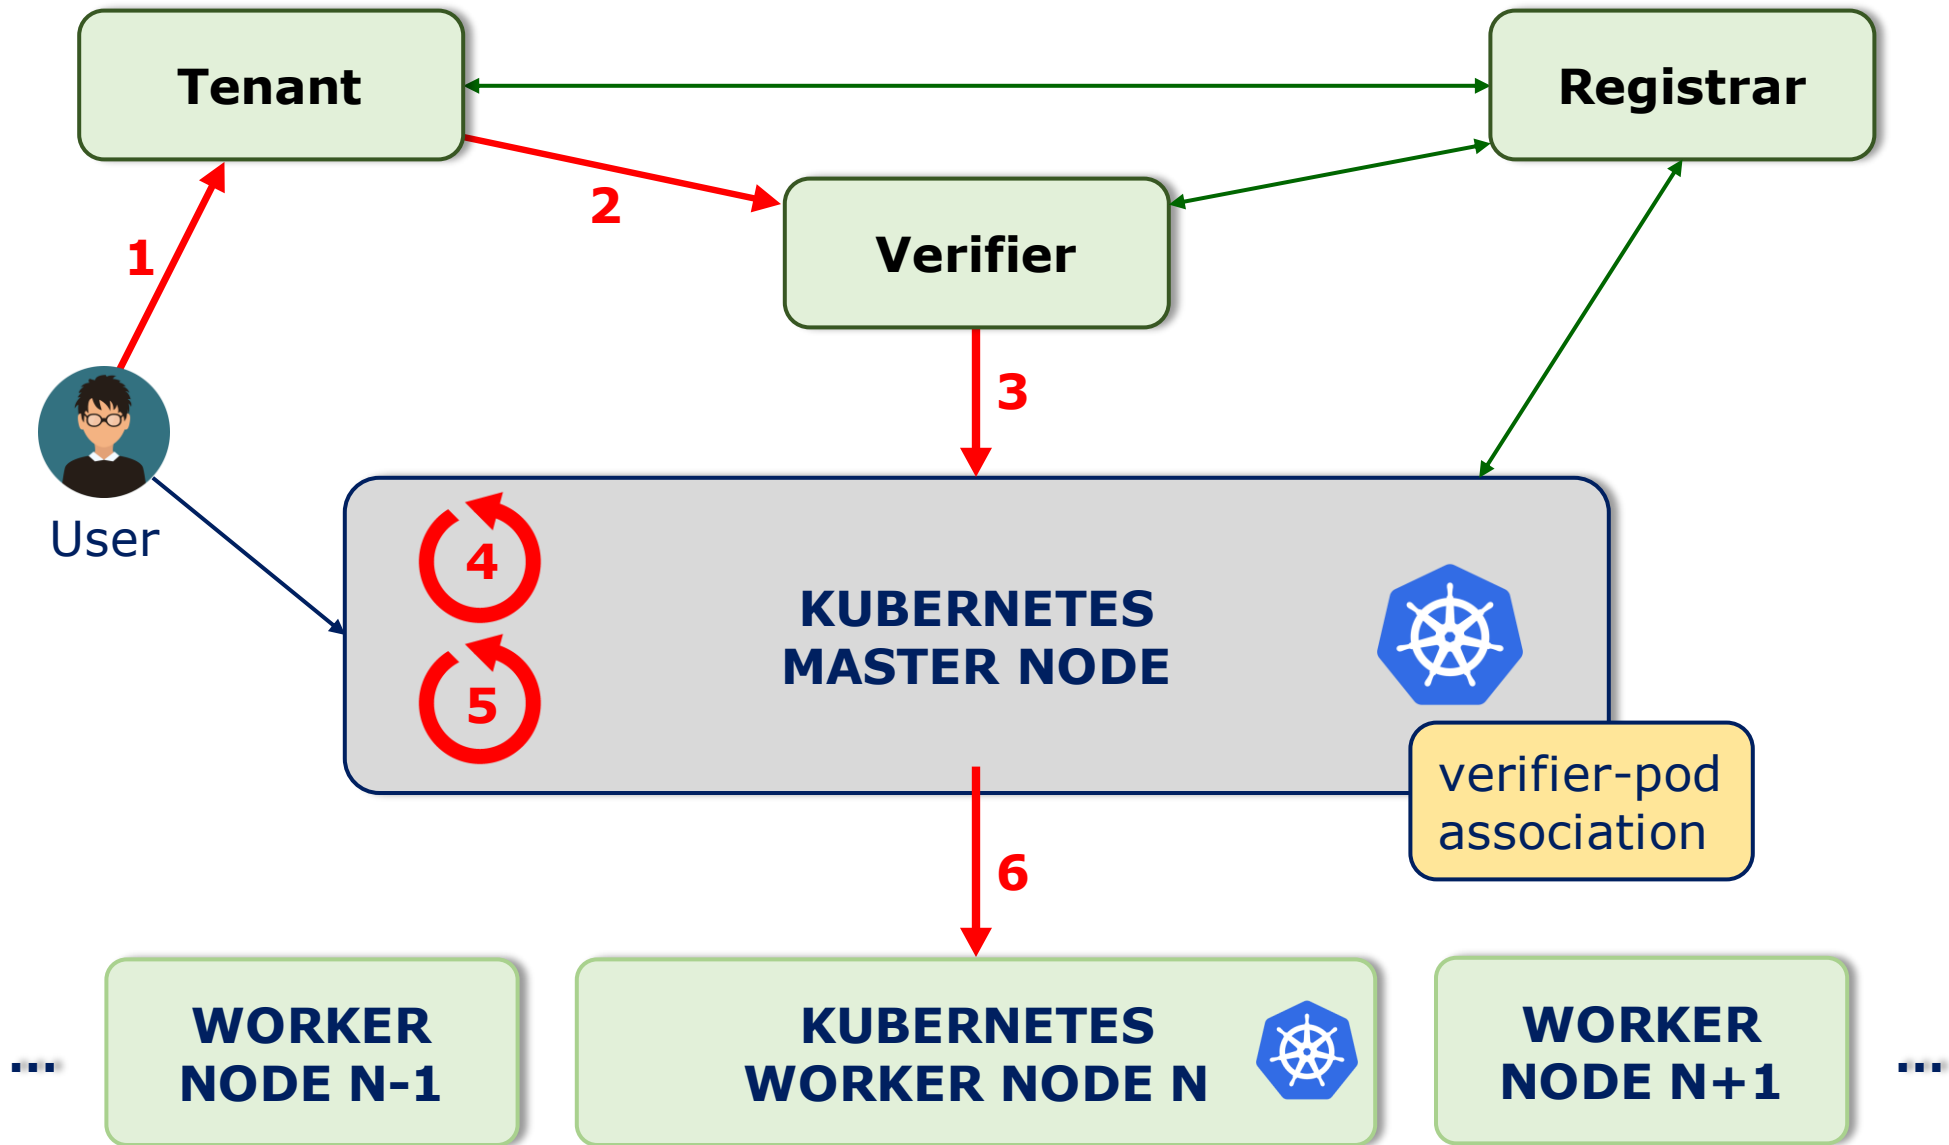 Tenant
Registrar
2
Verifier
1
3
User
4
KUBERNETES
MASTER NODE
5
verifier-pod
association
6
WORKER
NODE N-1
KUBERNETES
WORKER NODE N
WORKER
NODE N+1
...
...